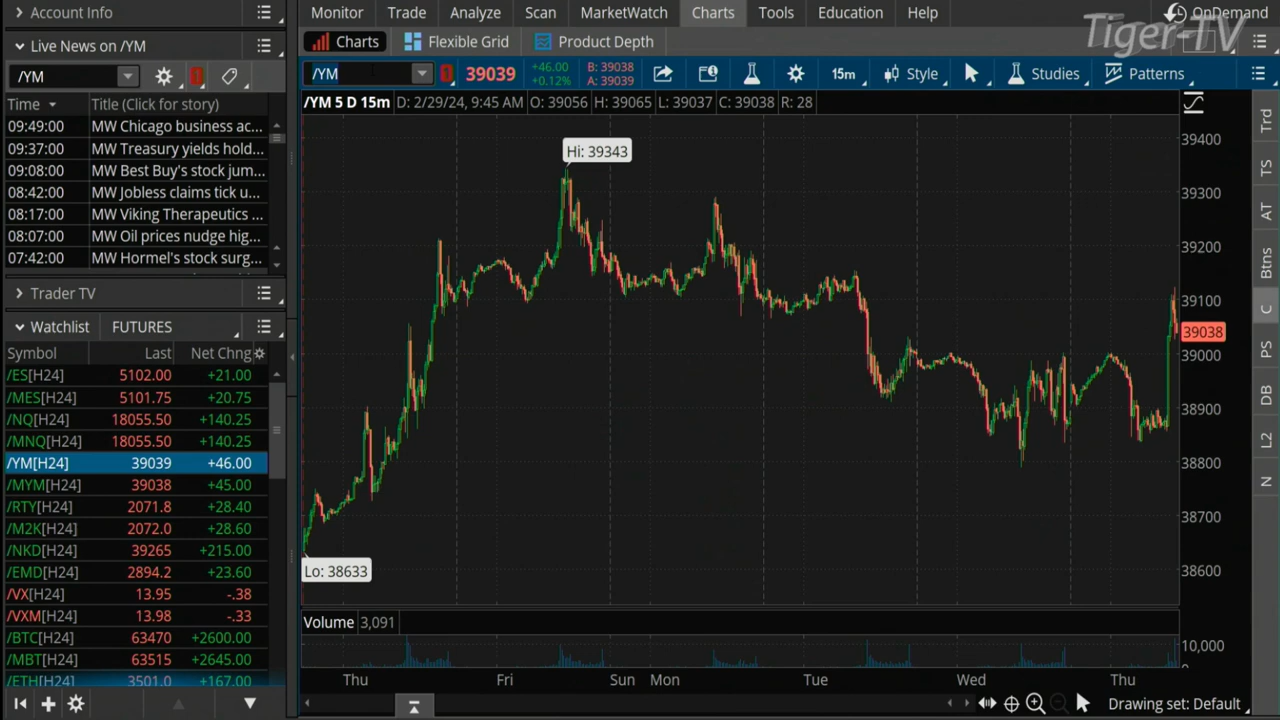 Account Info
Live News on /YM
/YM
Time
Title (Click for story)
09:49:00 MW Chicago business ac...
09:37:00 MW Treasury yields hold...
09:08:00 MW Best Buy's stock jum...
08:42:00 MW Jobless claims tick u...
08:17:00 MW Viking Therapeutics ...
08:07:00 MW Oil prices nudge hig...
07:42:00 MW Hormel's stock surg...
Trader TV
Watchlist FUTURES
Symbol Last Net Chng
/ES[H24] 5102.00 +21.00
/MES[H24] 5101.75 +20.75
/NQ[H24] 18055.50 +140.25
/MNQ[H24] 18055.50 +140.25
/YM[H24] 39039 +46.00
/MYM[H24] 39038 +45.00
/RTY[H24] 2071.8 +28.40
/M2K[H24] 2072.0 +28.60
/NKD[H24] 39265 +215.00
/EMD[H24] 2894.2 +23.60
/VX[H24] 13.95 -.38
/VXM[H24] 13.98 -.33
/BTC[H24] 63470 +2600.00
/MBT[H24] 63515 +2645.00
/ETH[H24] 3501.0 +167.00
Monitor Trade Analyze Scan MarketWatch Charts Tools Education Help
OnDemand
Tiger-TV
Charts Flexible Grid Product Depth
/YM 39039
+46.00
+0.12%
B: 39038
A: 39039
15m Style Studies Patterns
/YM 5 D 15m D: 2/29/24, 9:45 AM O: 39056 H: 39065 L: 39037 C: 39038 R: 28
Hi: 39343
Lo: 38633
39400
39300
39200
39100
39038
39000
38900
38800
38700
38600
Volume 3,091
10,000
0
Thu Fri Sun Mon Tue Wed Thu
Drawing set: Default
Trd
TS
AT
Btns
C
PS
DB
L2
N